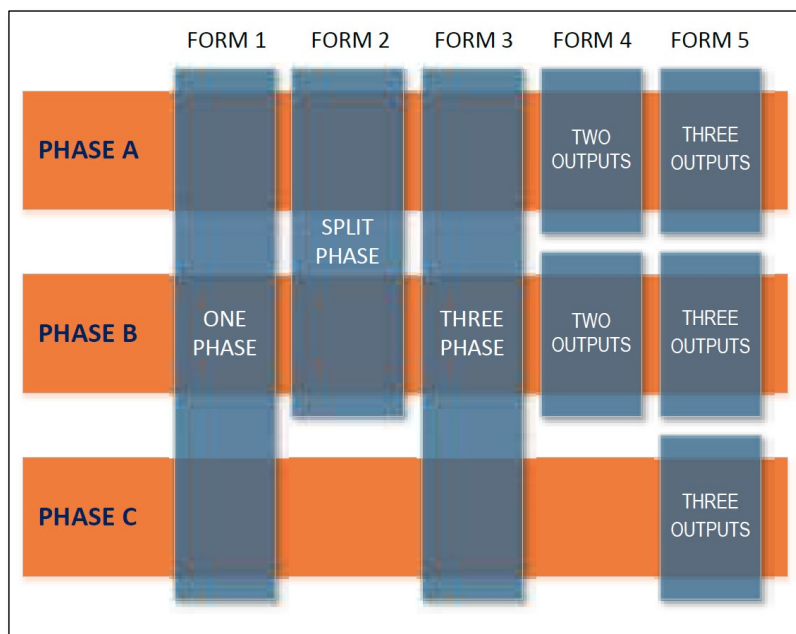 FORM 1 FORM 2 FORM 3 FORM 4 FORM 5
PHASE A
TWO
OUTPUTS
THREE
OUTPUTS
SPLIT
PHASE
PHASE B
ONE
PHASE
THREE
PHASE
TWO
OUTPUTS
THREE
OUTPUTS
PHASE C
THREE
OUTPUTS